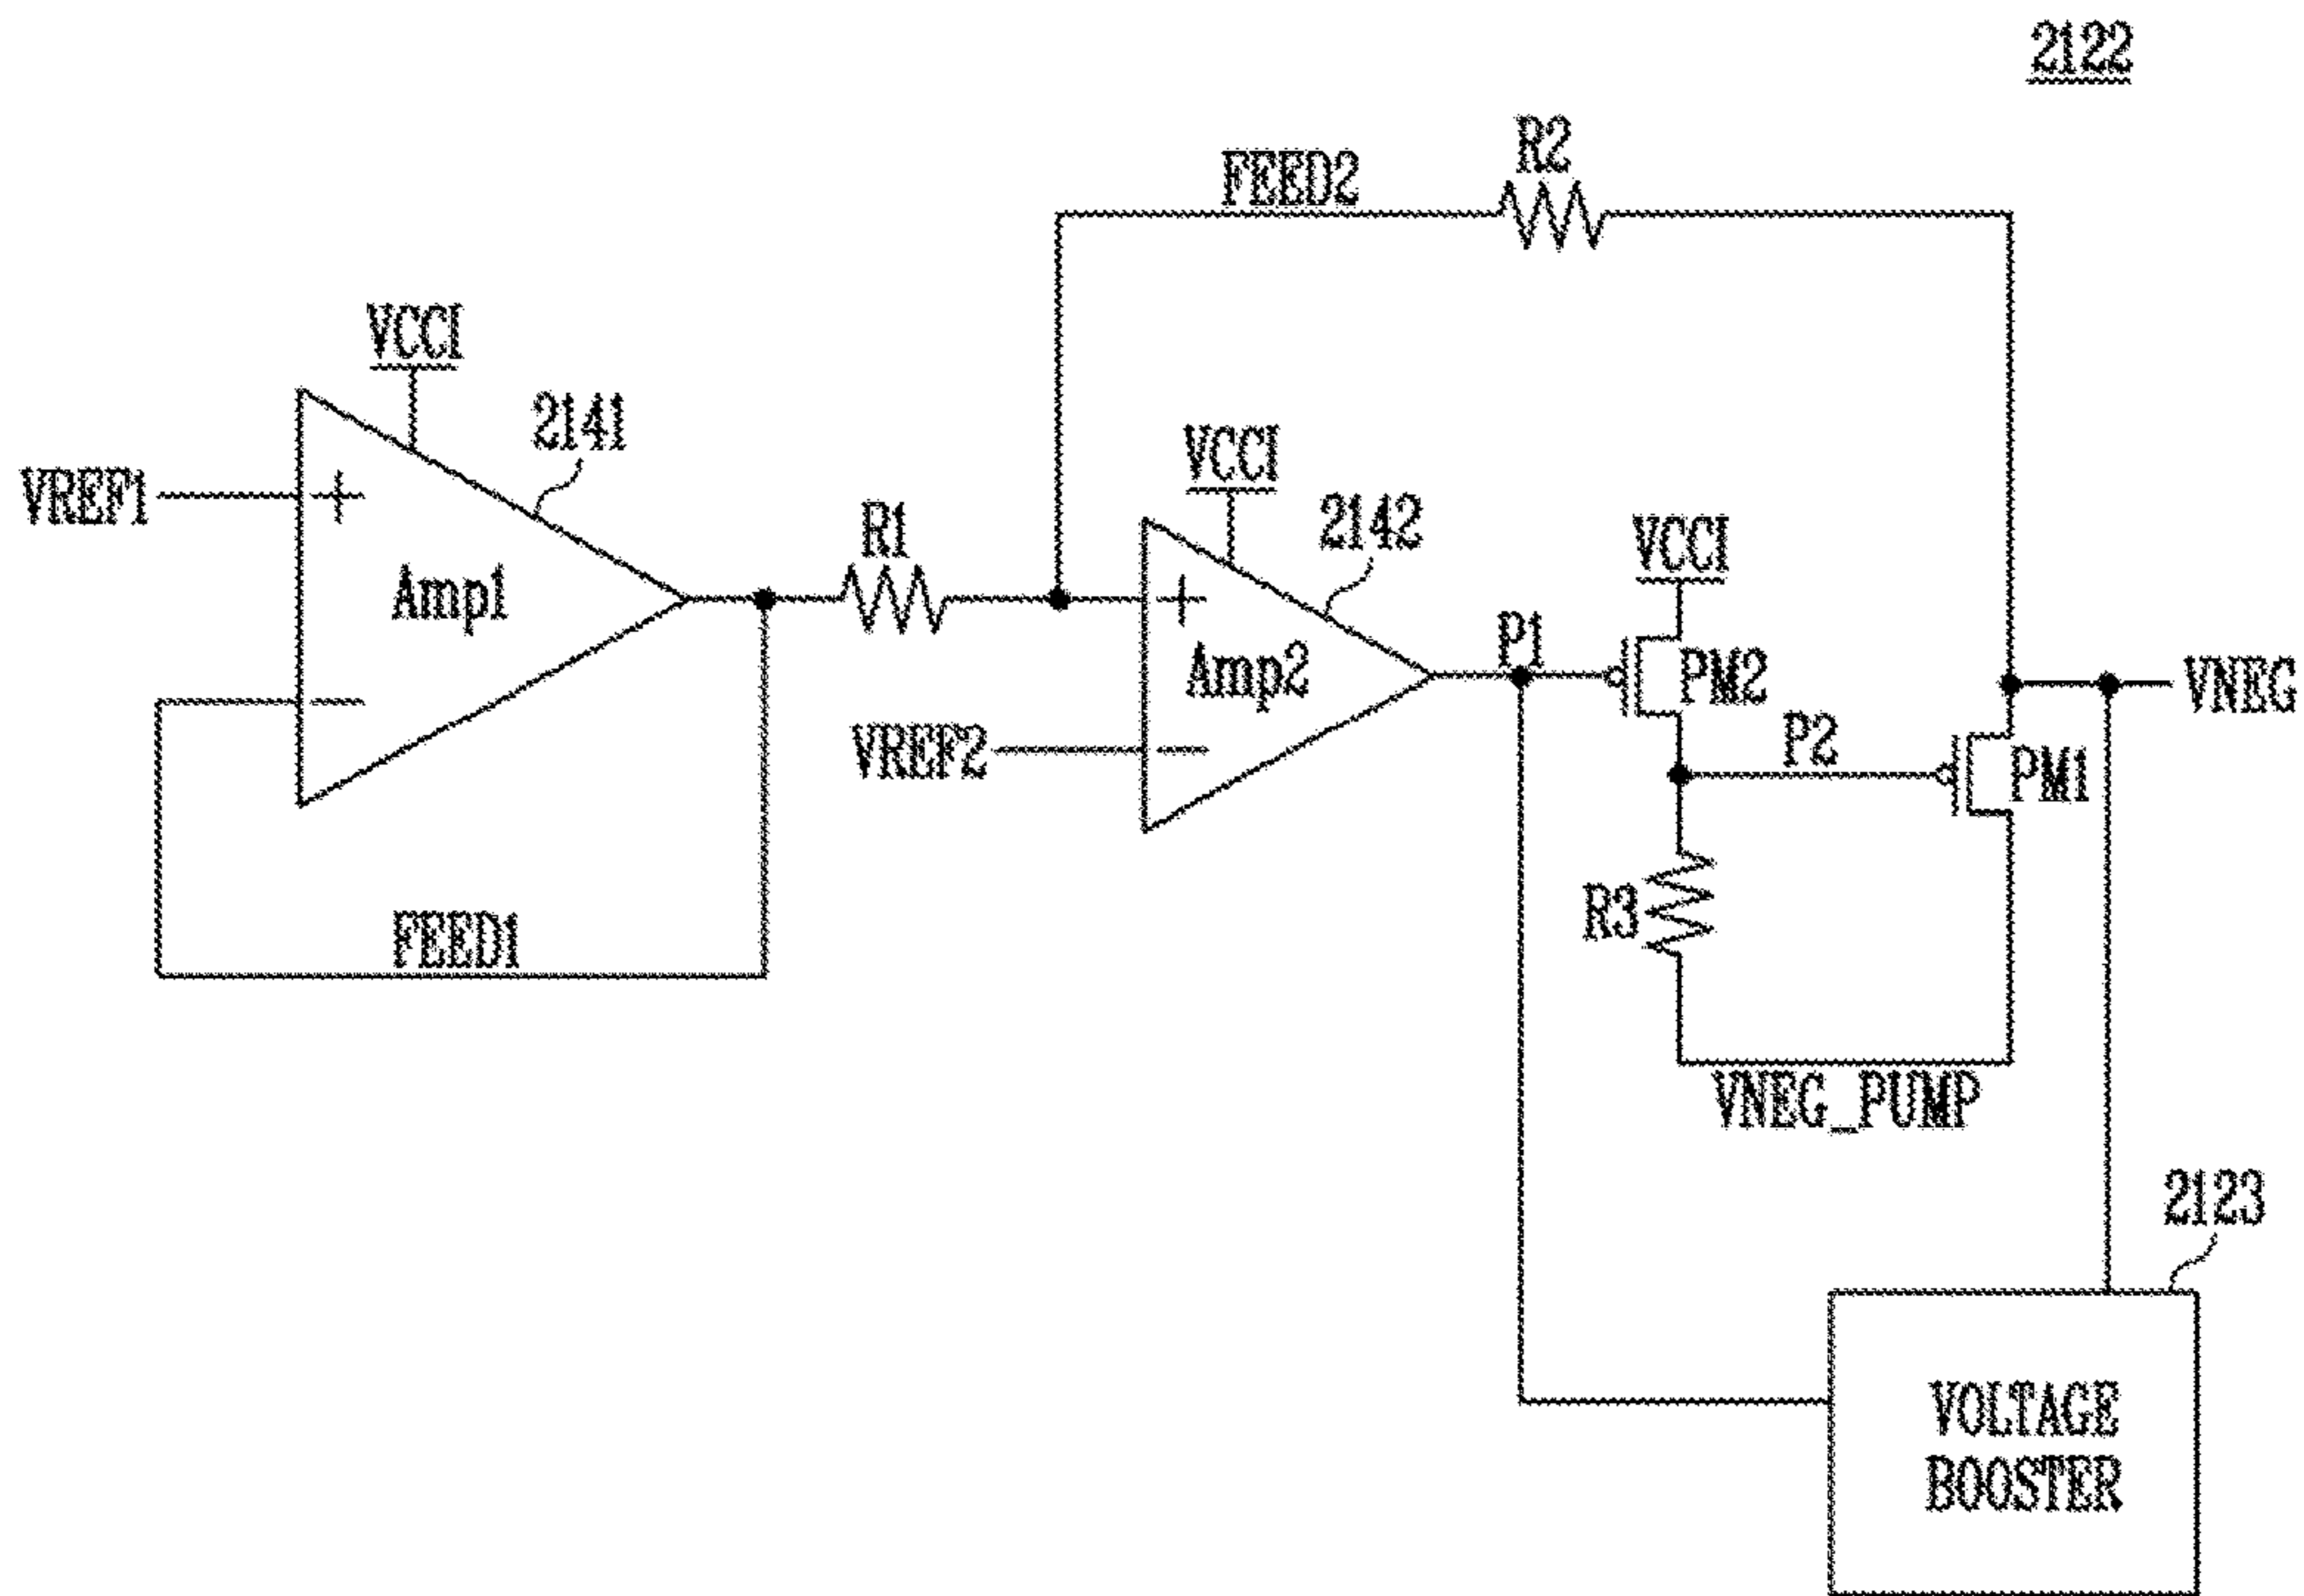 2122
R2
FEED2
VCCI
2141
VCCI
2142
VREF1
+
R1
VCCI
Amp1
+
P1
Amp2
PM2
VNEG
−
VREF2
−
P2
PM1
R3
FEED1
VNEG_PUMP
2123
VOLTAGE
BOOSTER